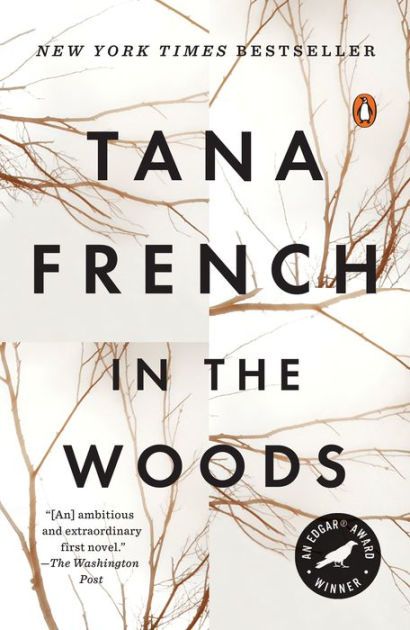 NEW YORK TIMES BESTSELLER
TANA
FRENCH
IN THE
WOODS
“[An] ambitious
and extraordinary
first novel.”
—The Washington
Post
AN EDGAR® AWARD
WINNER